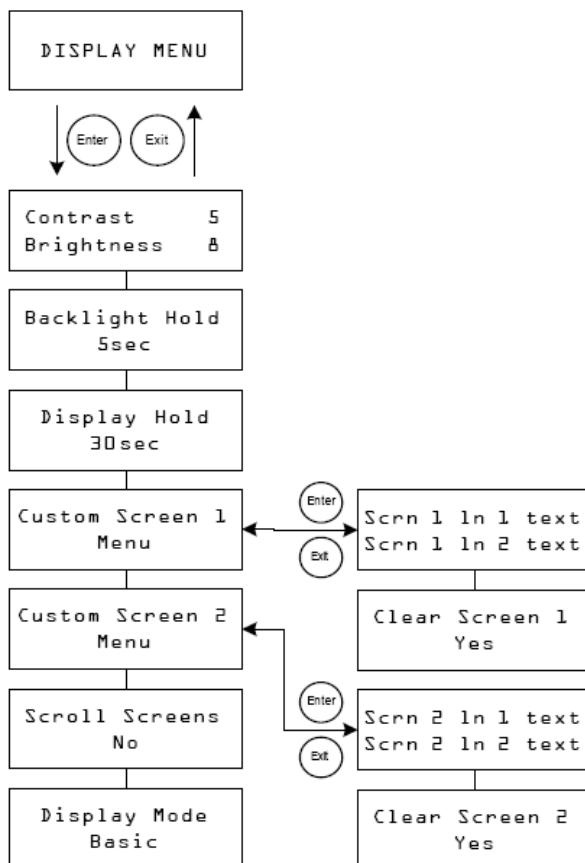 DISPLAY MENU
Enter Exit
Contrast 5
Brightness 8
Backlight Hold
5sec
Display Hold
30sec
Custom Screen 1
Menu
Enter
Exit
Scrn 1 ln 1 text
Scrn 1 ln 2 text
Clear Screen 1
Yes
Custom Screen 2
Menu
Enter
Exit
Scrn 2 ln 1 text
Scrn 2 ln 2 text
Clear Screen 2
Yes
Scroll Screens
No
Display Mode
Basic